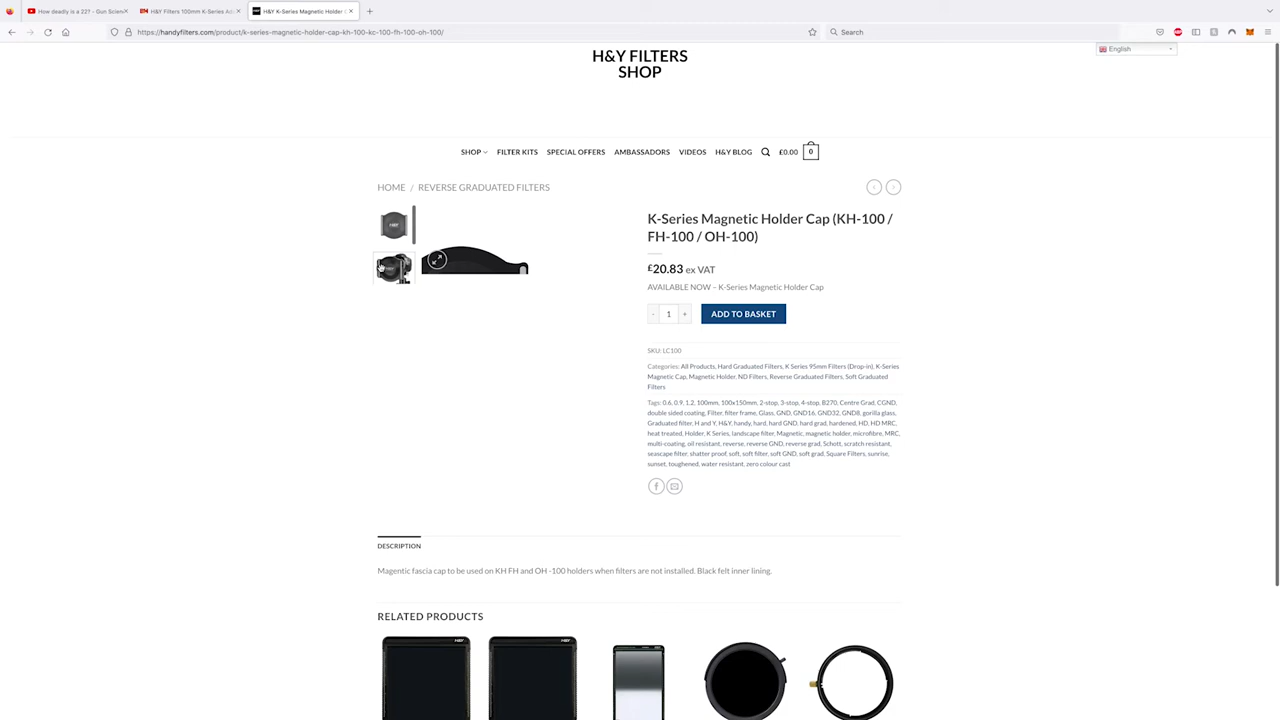 How deadly is a 22? - Gun Scien
H&Y Filters 100mm K-Series Ad
H&Y K-Series Magnetic Holder
https://handyfilters.com/product/k-series-magnetic-holder-cap-kh-100-kc-100-fh-100-oh-100/
Search
English
H&Y FILTERS
SHOP
SHOP FILTER KITS SPECIAL OFFERS AMBASSADORS VIDEOS H&Y BLOG £0.00 0
HOME / REVERSE GRADUATED FILTERS
K-Series Magnetic Holder Cap (KH-100 /
FH-100 / OH-100)
£20.83 ex VAT
AVAILABLE NOW – K-Series Magnetic Holder Cap
- 1 + ADD TO BASKET
SKU: LC100
Categories: All Products, Hard Graduated Filters, K Series 95mm Filters (Drop-in), K-Series
Magnetic Cap, Magnetic Holder, ND Filters, Reverse Graduated Filters, Soft Graduated
Filters
Tags: 0.6, 0.9, 1.2, 100mm, 100x150mm, 2-stop, 3-stop, 4-stop, B270, Centre Grad, CGND,
double sided coating, Filter, filter frame, Glass, GND, GND16, GND32, GND8, gorilla glass,
Graduated filter, H and Y, H&Y, handy, hard, hard GND, hard grad, hardened, HD, HD MRC,
heat treated, Holder, K Series, landscape filter, Magnetic, magnetic holder, microfibre, MRC,
multi-coating, oil resistant, reverse, reverse GND, reverse grad, Schott, scratch resistant,
seascape filter, shatter proof, soft, soft filter, soft GND, soft grad, Square Filters, sunrise,
sunset, toughened, water resistant, zero colour cast
DESCRIPTION
Magentic fascia cap to be used on KH FH and OH -100 holders when filters are not installed. Black felt inner lining.
RELATED PRODUCTS
H&Y
H&Y